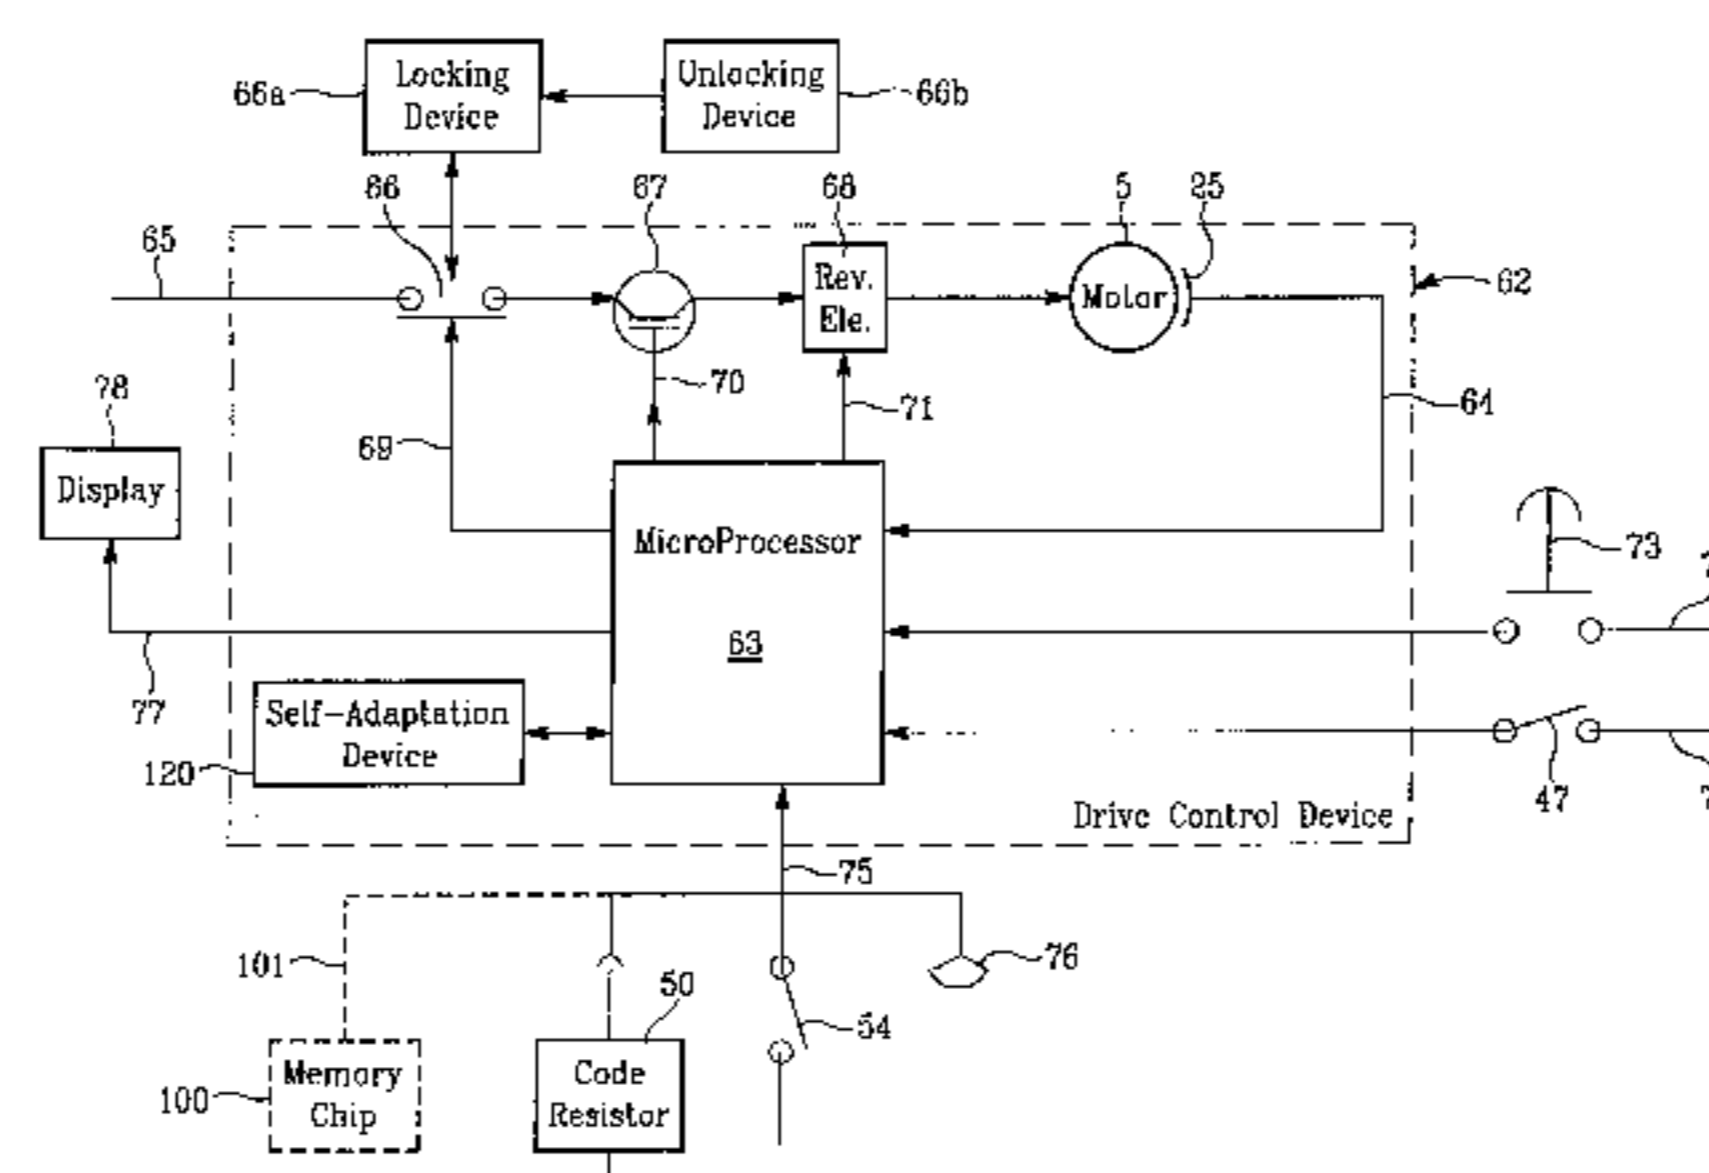 Locking
Device
Unlocking
Device
66a
66b
66
67
68
5
25
65
Rev.
Ele.
Motor
62
78
70
71
64
69
Display
MicroProcessor
73
63
77
Self-Adaptation
Device
120
47
Drive Control Device
75
101
76
50
54
100
Memory
Chip
Code
Resistor